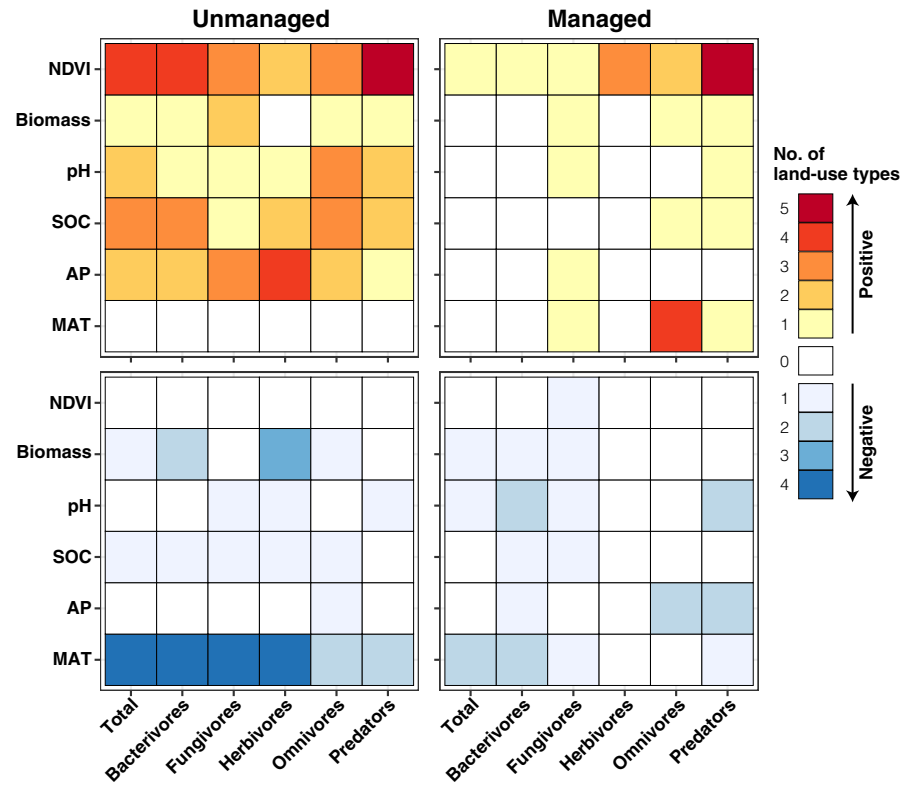 Unmanaged
Managed
NDVI
Biomass
pH
SOC
AP
MAT
NDVI
Biomass
pH
SOC
AP
MAT
Total
Bacterivores
Fungivores
Herbivores
Omnivores
Predators
Total
Bacterivores
Fungivores
Herbivores
Omnivores
Predators
No. of
land-use types
5
4
3
2
1
0
1
2
3
4
Positive
Negative